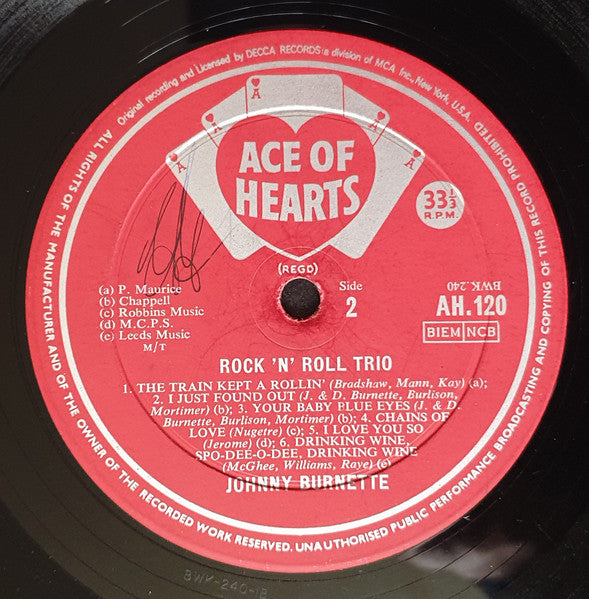 Original recording and Licensed by DECCA RECORDS: a division of MCA Inc., New York, U.S.A.
ALL RIGHTS OF THE MANUFACTURER AND OF THE OWNER OF THE RECORDED WORK RESERVED. UNAUTHORISED PUBLIC PERFORMANCE BROADCASTING AND COPYING OF THIS RECORD PROHIBITED
A
A
A
A
A
ACE OF
HEARTS
(REGD)
33⅓
R.P.M.
(a) P. Maurice
(b) Chappell
(c) Robbins Music
(d) M.C.P.S.
(e) Leeds Music
M/T
Side
2
BWK.240
AH.120
BIEM NCB
ROCK 'N' ROLL TRIO
1. THE TRAIN KEPT A ROLLIN' (Bradshaw, Mann, Kay) (a);
2. I JUST FOUND OUT (J. & D. Burnette, Burlison,
Mortimer) (b); 3. YOUR BABY BLUE EYES (J. & D.
Burnette, Burlison, Mortimer) (b); 4. CHAINS OF
LOVE (Nugetre) (c); 5. I LOVE YOU SO
(Jerome) (d); 6. DRINKING WINE,
SPO-DEE-O-DEE, DRINKING WINE
(McGhee, Williams, Raye) (e)
JOHNNY BURNETTE